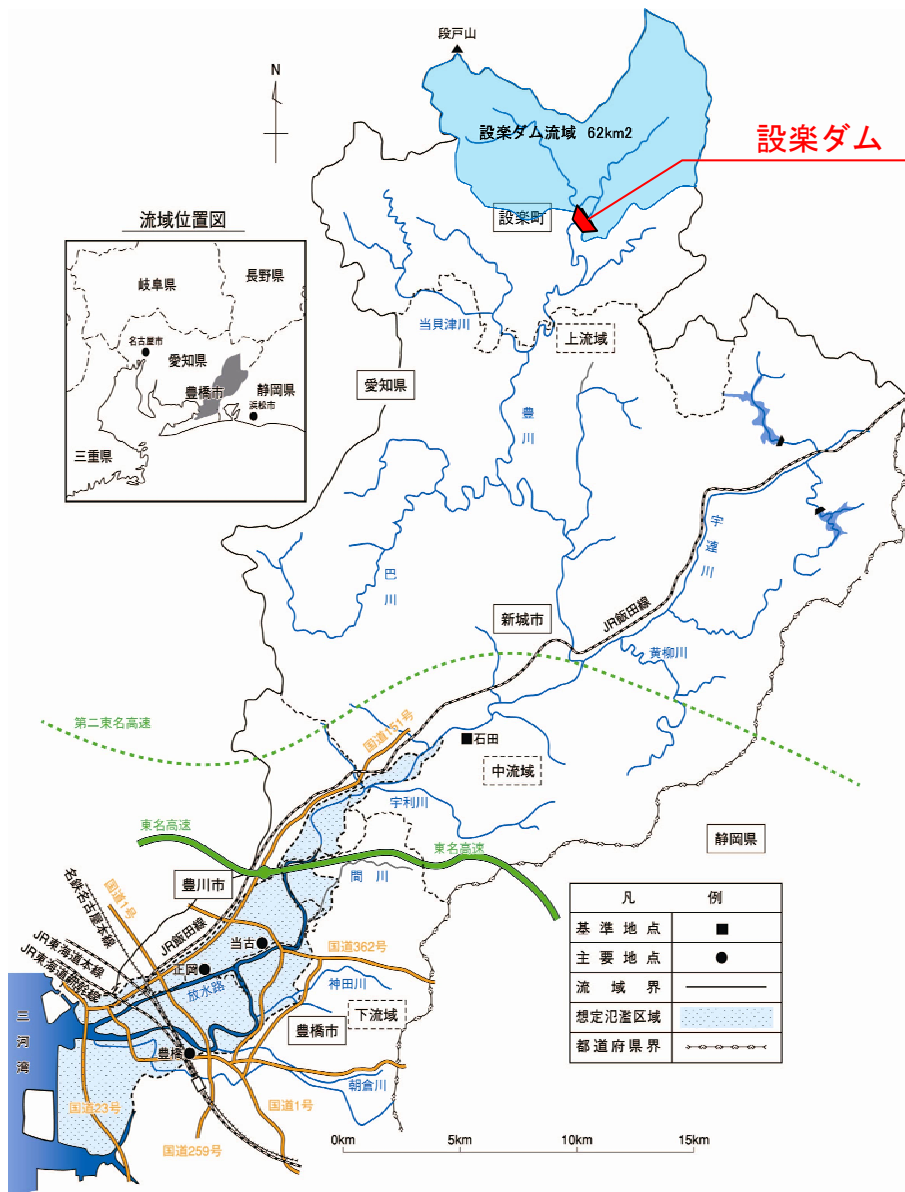 段戸山
N
設楽ダム流域 62km2
設楽ダム
設楽町
流域位置図
長野県
岐阜県
名古屋市
愛知県
豊橋市
静岡県
浜松市
三重県
当貝津川
上流域
愛知県
豊川
宇連川
巴川
新城市
JR飯田線
黄柳川
第二東名高速
国道151号
石田
中流域
宇利川
東名高速
東名高速
静岡県
間川
豊川市
国道1号
名鉄名古屋本線
JR飯田線
当古
国道362号
JR東海道本線
JR東海道新幹線
正岡
放水路
神田川
下流域
豊橋市
三河湾
豊橋
朝倉川
国道23号
国道1号
国道259号
0km 5km 10km 15km
凡例
基準地点
主要地点
流域界
想定氾濫区域
都道府県界